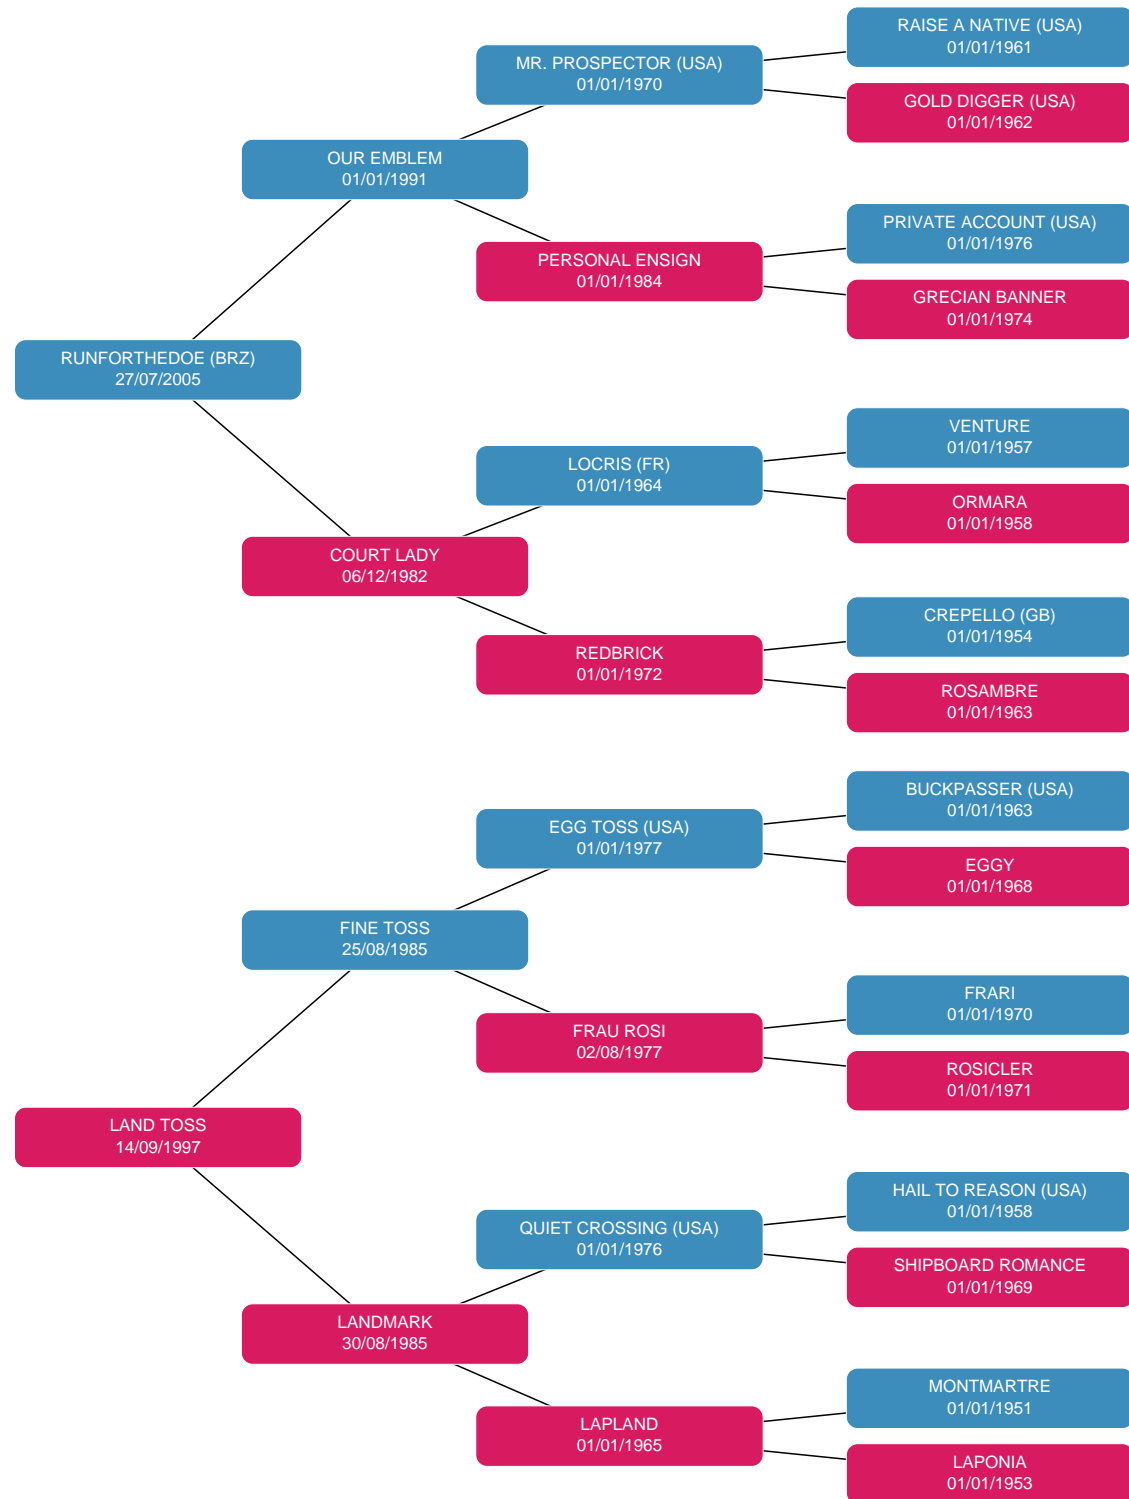 RAISE A NATIVE (USA)
01/01/1961
MR. PROSPECTOR (USA)
01/01/1970
GOLD DIGGER (USA)
01/01/1962
OUR EMBLEM
01/01/1991
PRIVATE ACCOUNT (USA)
01/01/1976
PERSONAL ENSIGN
01/01/1984
GRECIAN BANNER
01/01/1974
RUNFORTHEDOE (BRZ)
27/07/2005
VENTURE
01/01/1957
LOCRIS (FR)
01/01/1964
ORMARA
01/01/1958
COURT LADY
06/12/1982
CREPELLO (GB)
01/01/1954
REDBRICK
01/01/1972
ROSAMBRE
01/01/1963
BUCKPASSER (USA)
01/01/1963
EGG TOSS (USA)
01/01/1977
EGGY
01/01/1968
FINE TOSS
25/08/1985
FRARI
01/01/1970
FRAU ROSI
02/08/1977
ROSICLER
01/01/1971
LAND TOSS
14/09/1997
HAIL TO REASON (USA)
01/01/1958
QUIET CROSSING (USA)
01/01/1976
SHIPBOARD ROMANCE
01/01/1969
LANDMARK
30/08/1985
MONTMARTRE
01/01/1951
LAPLAND
01/01/1965
LAPONIA
01/01/1953